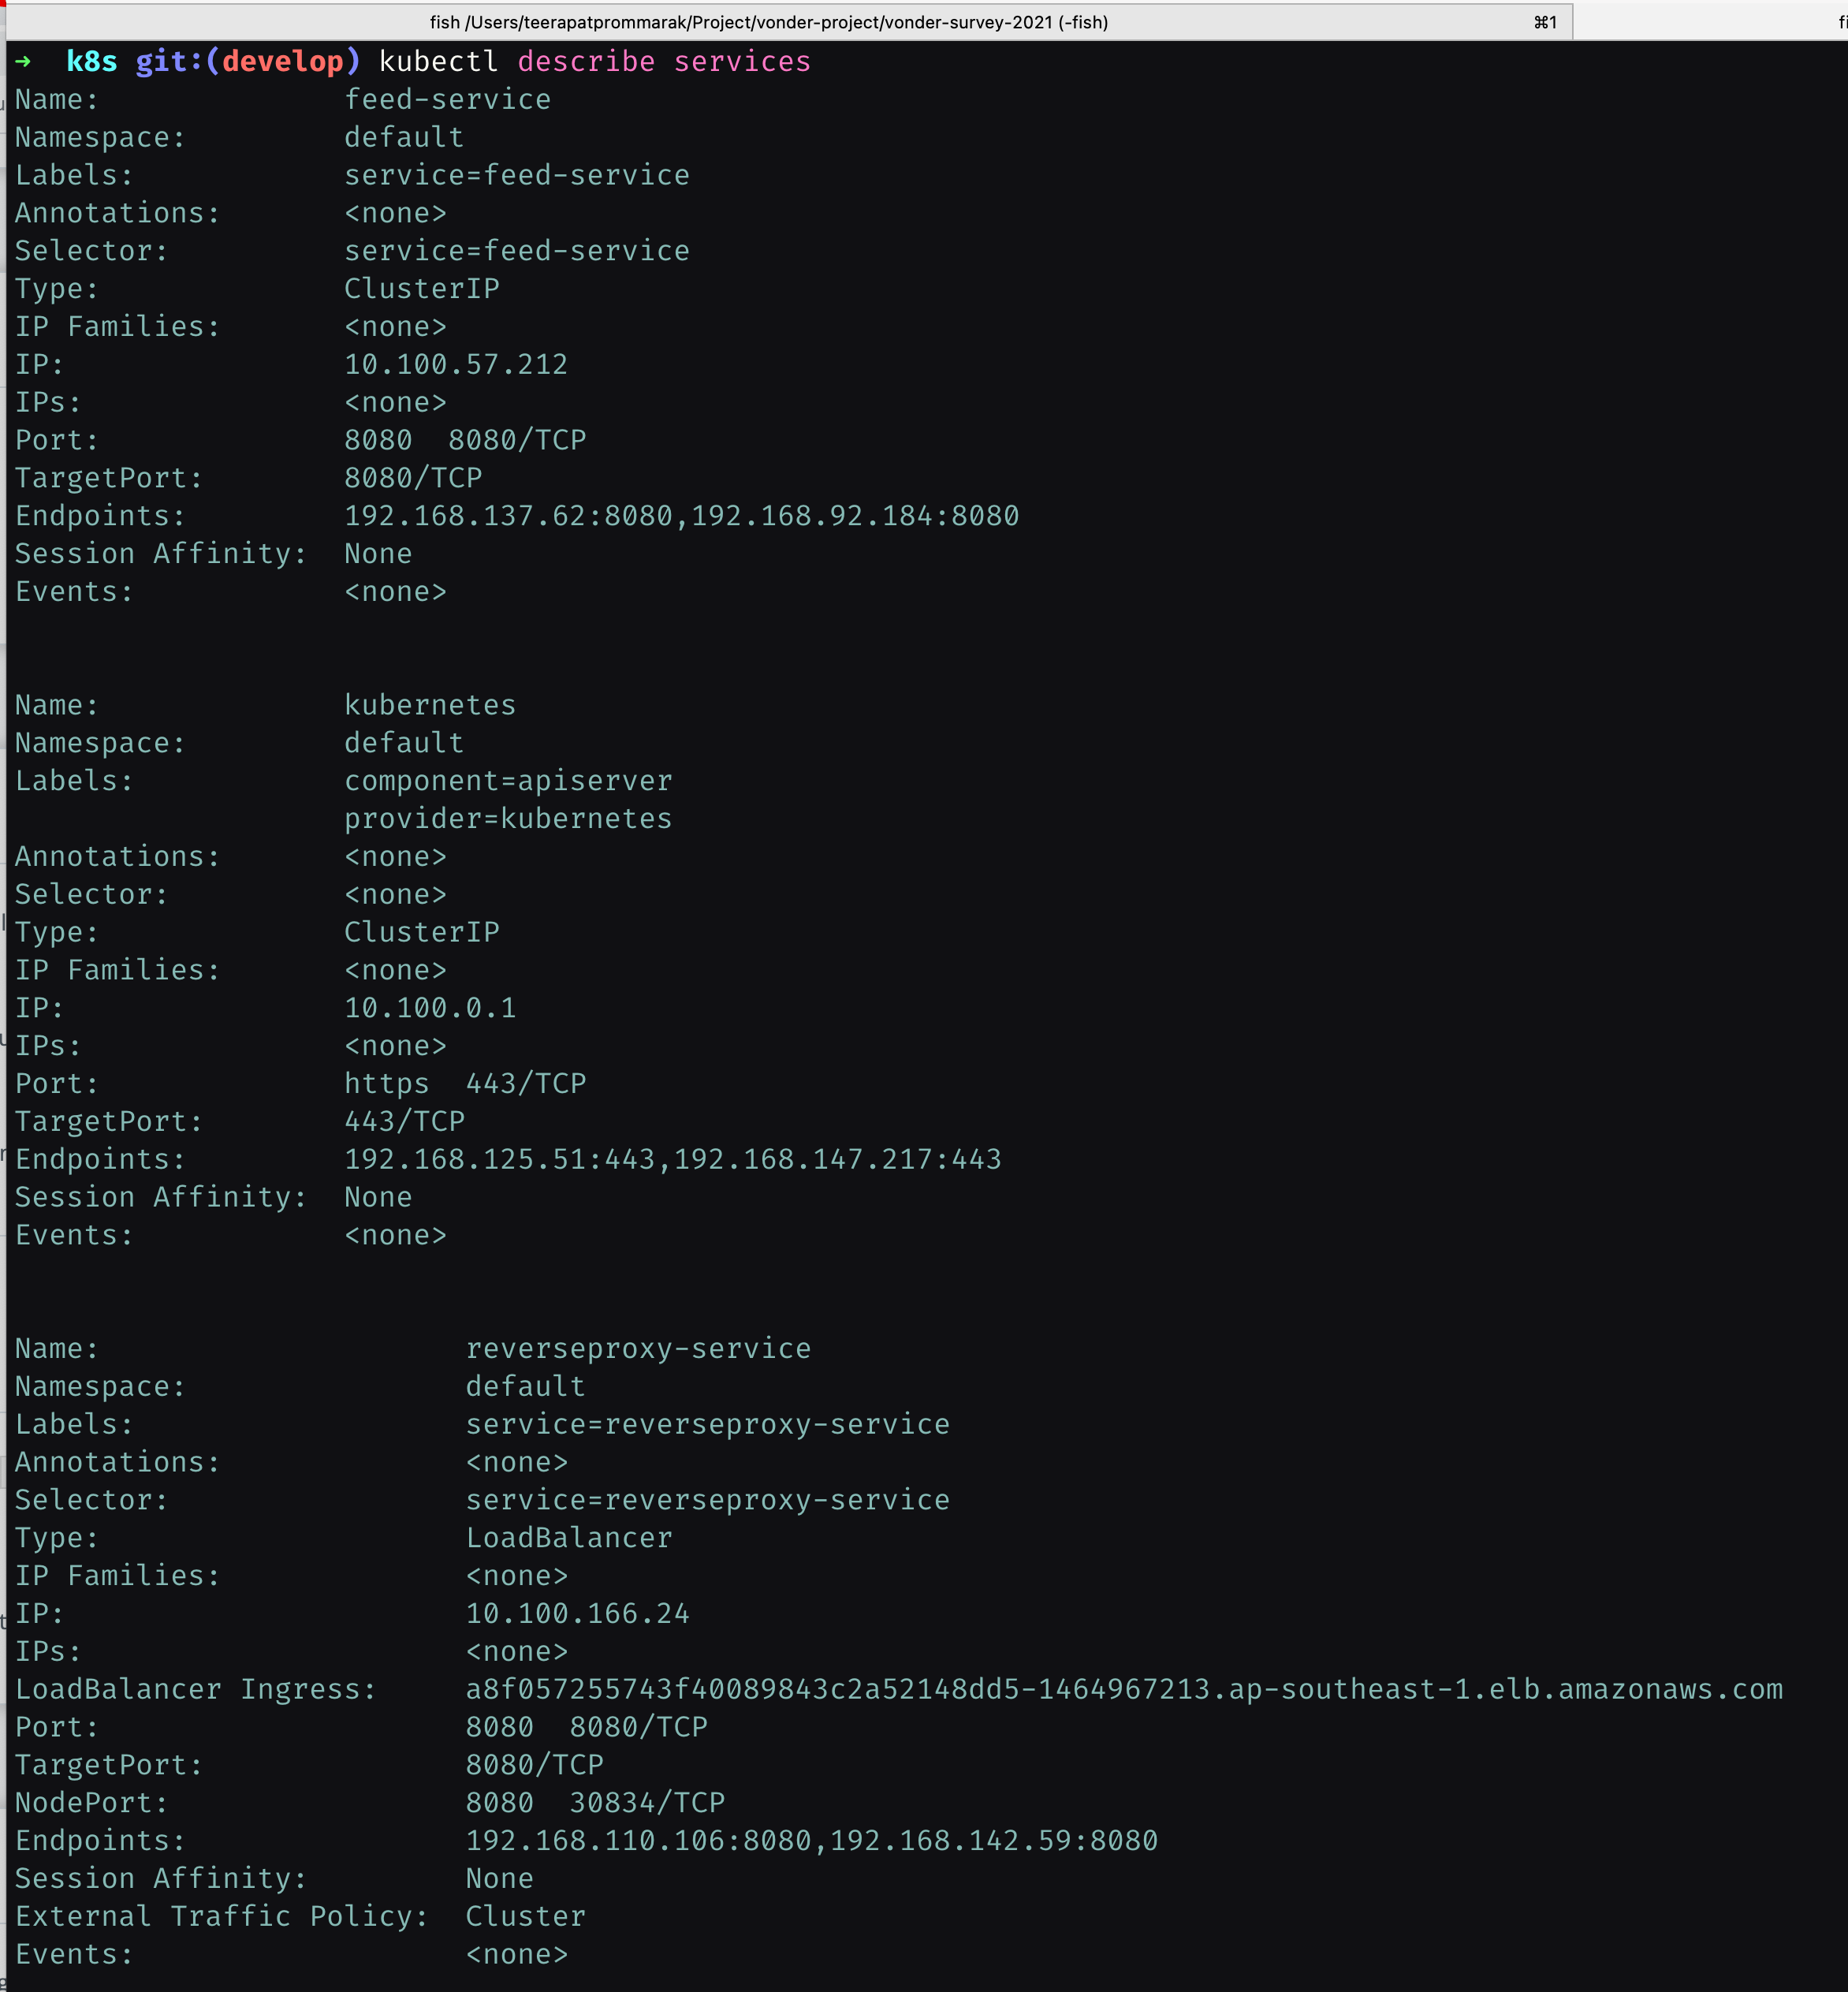 fish /Users/teerapatprommarak/Project/vonder-project/vonder-survey-2021 (-fish) ⌘1
➜ k8s git:(develop) kubectl describe services
Name: feed-service
Namespace: default
Labels: service=feed-service
Annotations: <none>
Selector: service=feed-service
Type: ClusterIP
IP Families: <none>
IP: 10.100.57.212
IPs: <none>
Port: 8080 8080/TCP
TargetPort: 8080/TCP
Endpoints: 192.168.137.62:8080,192.168.92.184:8080
Session Affinity: None
Events: <none>
Name: kubernetes
Namespace: default
Labels: component=apiserver
provider=kubernetes
Annotations: <none>
Selector: <none>
Type: ClusterIP
IP Families: <none>
IP: 10.100.0.1
IPs: <none>
Port: https 443/TCP
TargetPort: 443/TCP
Endpoints: 192.168.125.51:443,192.168.147.217:443
Session Affinity: None
Events: <none>
Name: reverseproxy-service
Namespace: default
Labels: service=reverseproxy-service
Annotations: <none>
Selector: service=reverseproxy-service
Type: LoadBalancer
IP Families: <none>
IP: 10.100.166.24
IPs: <none>
LoadBalancer Ingress: a8f057255743f40089843c2a52148dd5-1464967213.ap-southeast-1.elb.amazonaws.com
Port: 8080 8080/TCP
TargetPort: 8080/TCP
NodePort: 8080 30834/TCP
Endpoints: 192.168.110.106:8080,192.168.142.59:8080
Session Affinity: None
External Traffic Policy: Cluster
Events: <none>